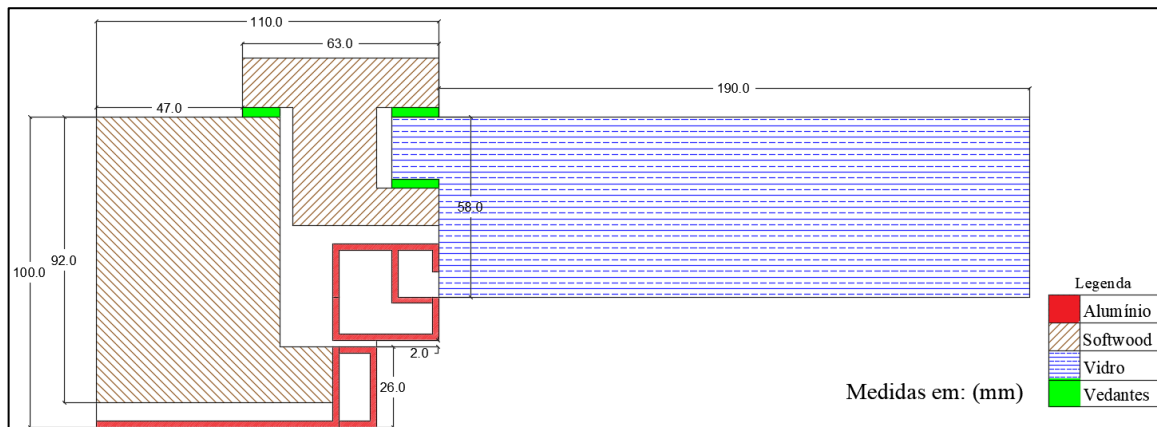 110.0
63.0
190.0
47.0
58.0
92.0
100.0
2.0
26.0
Legenda
Alumínio
Softwood
Vidro
Vedantes
Medidas em: (mm)